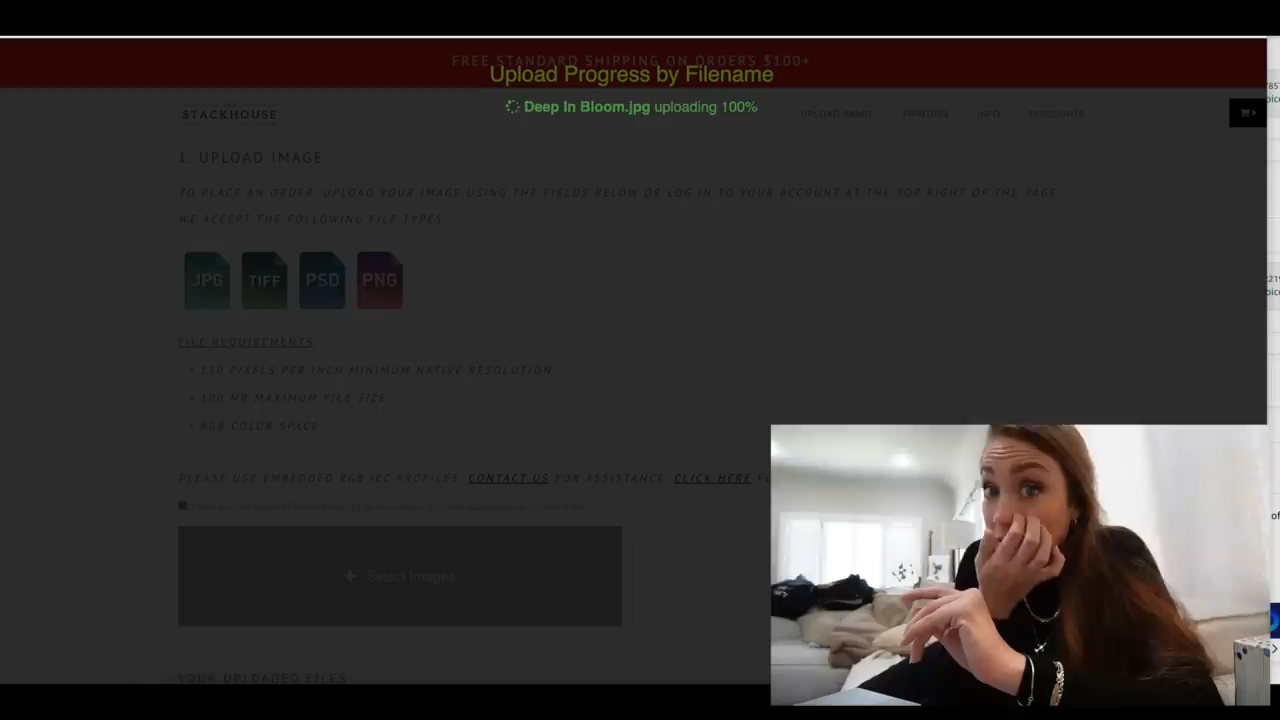 FREE STANDARD SHIPPING ON ORDERS $100+
Upload Progress by Filename
Deep In Bloom.jpg uploading 100%
STACKHOUSE
UPLOAD IMAGE PRINTING INFO DISCOUNTS
1. UPLOAD IMAGE
TO PLACE AN ORDER, UPLOAD YOUR IMAGE USING THE FIELDS BELOW OR LOG IN TO YOUR ACCOUNT AT THE TOP RIGHT OF THE PAGE
WE ACCEPT THE FOLLOWING FILE TYPES:
JPG TIFF PSD PNG
FILE REQUIREMENTS
• 150 PIXELS PER INCH MINIMUM NATIVE RESOLUTION
• 100 MB MAXIMUM FILE SIZE
• RGB COLOR SPACE
PLEASE USE EMBEDDED RGB ICC PROFILES. CONTACT US FOR ASSISTANCE. CLICK HERE
+ Select Images
YOUR UPLOADED FILES